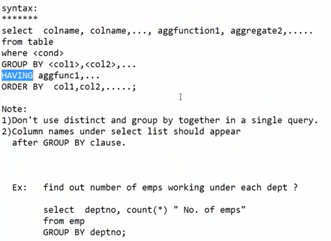 syntax:
*******
select colname, colname,..., aggfunction1, aggregate2,.....
from table
where <cond>
GROUP BY <col1>,<col2>,...
HAVING aggfunc1,...
ORDER BY col1,col2,.....;
Note:
1)Don't use distinct and group by together in a single query.
2)Column names under select list should appear
after GROUP BY clause.
Ex: find out number of emps working under each dept ?
select deptno, count(*) " No. of emps"
from emp
GROUP BY deptno;